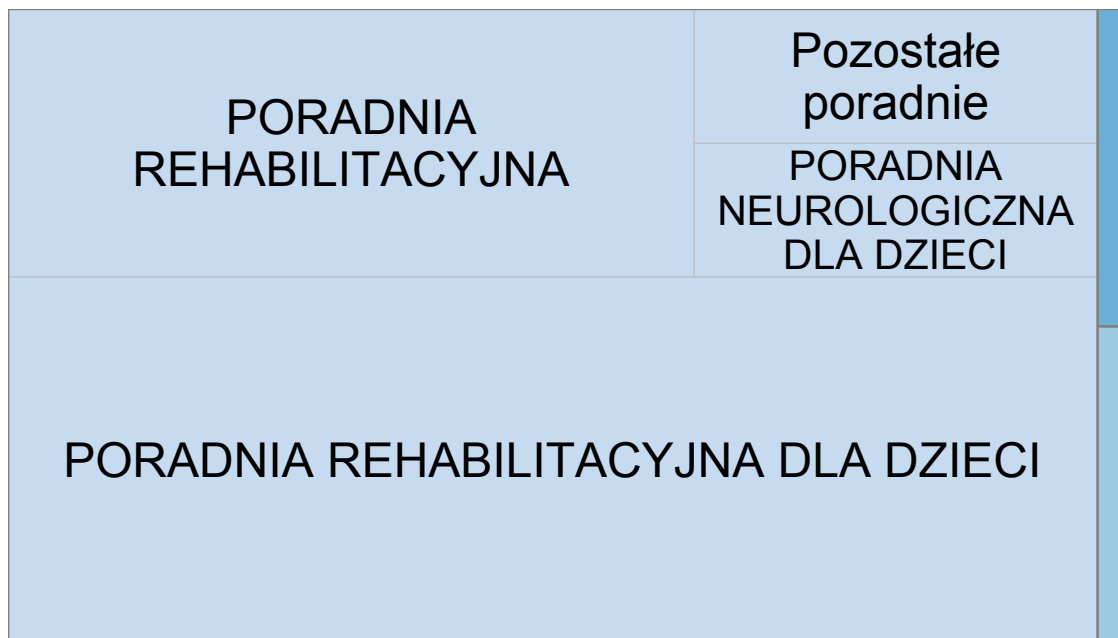 PORADNIA
REHABILITACYJNA
Pozostałe
poradnie
PORADNIA
NEUROLOGICZNA
DLA DZIECI
PORADNIA REHABILITACYJNA DLA DZIECI